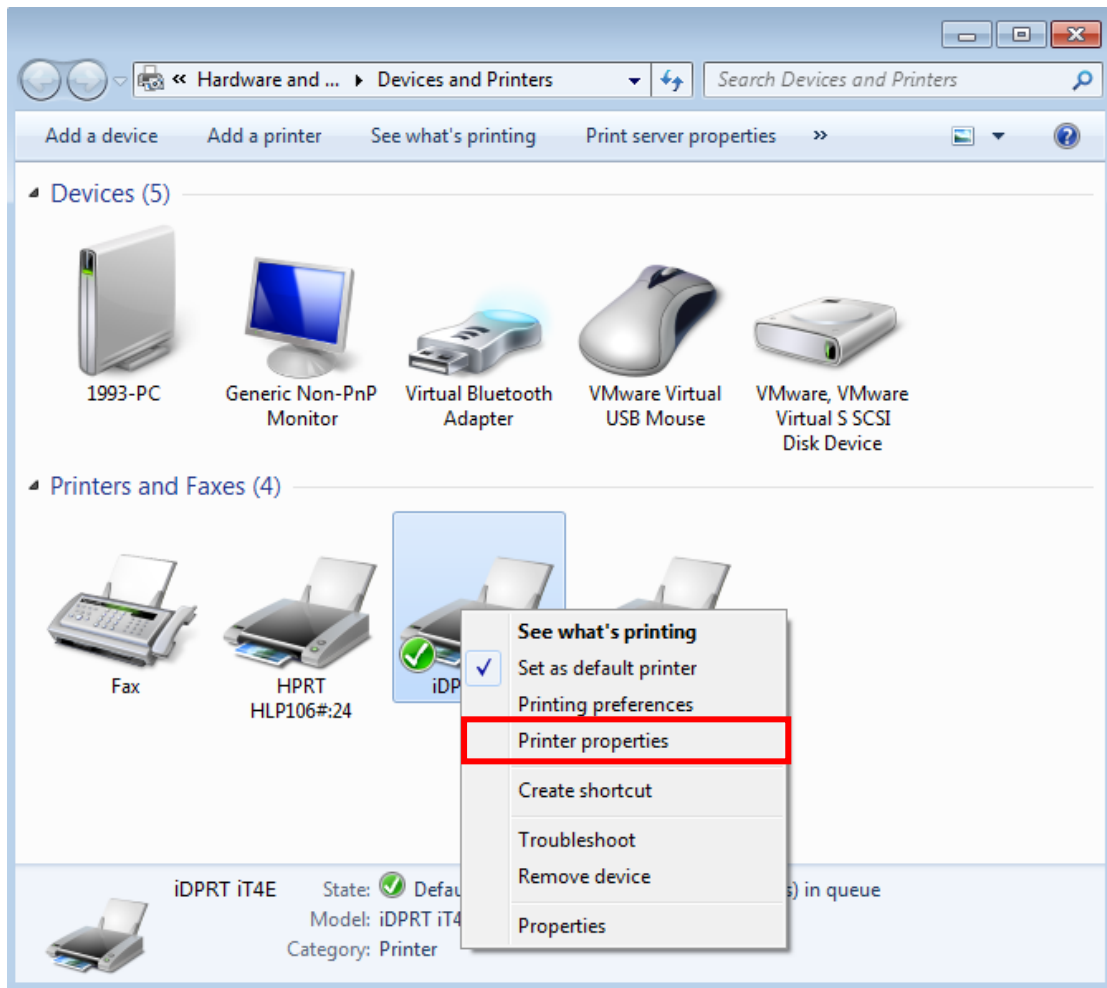 « Hardware and ... ▸ Devices and Printers
Search Devices and Printers
Add a device Add a printer See what's printing Print server properties »
Devices (5)
1993-PC
Generic Non-PnP
Monitor
Virtual Bluetooth
Adapter
VMware Virtual
USB Mouse
VMware, VMware
Virtual S SCSI
Disk Device
Printers and Faxes (4)
Fax
HPRT
HLP106#:24
iDP
See what's printing
Set as default printer
Printing preferences
Printer properties
Create shortcut
Troubleshoot
Remove device
Properties
iDPRT iT4E State: Defau s) in queue
Model: iDPRT iT4
Category: Printer